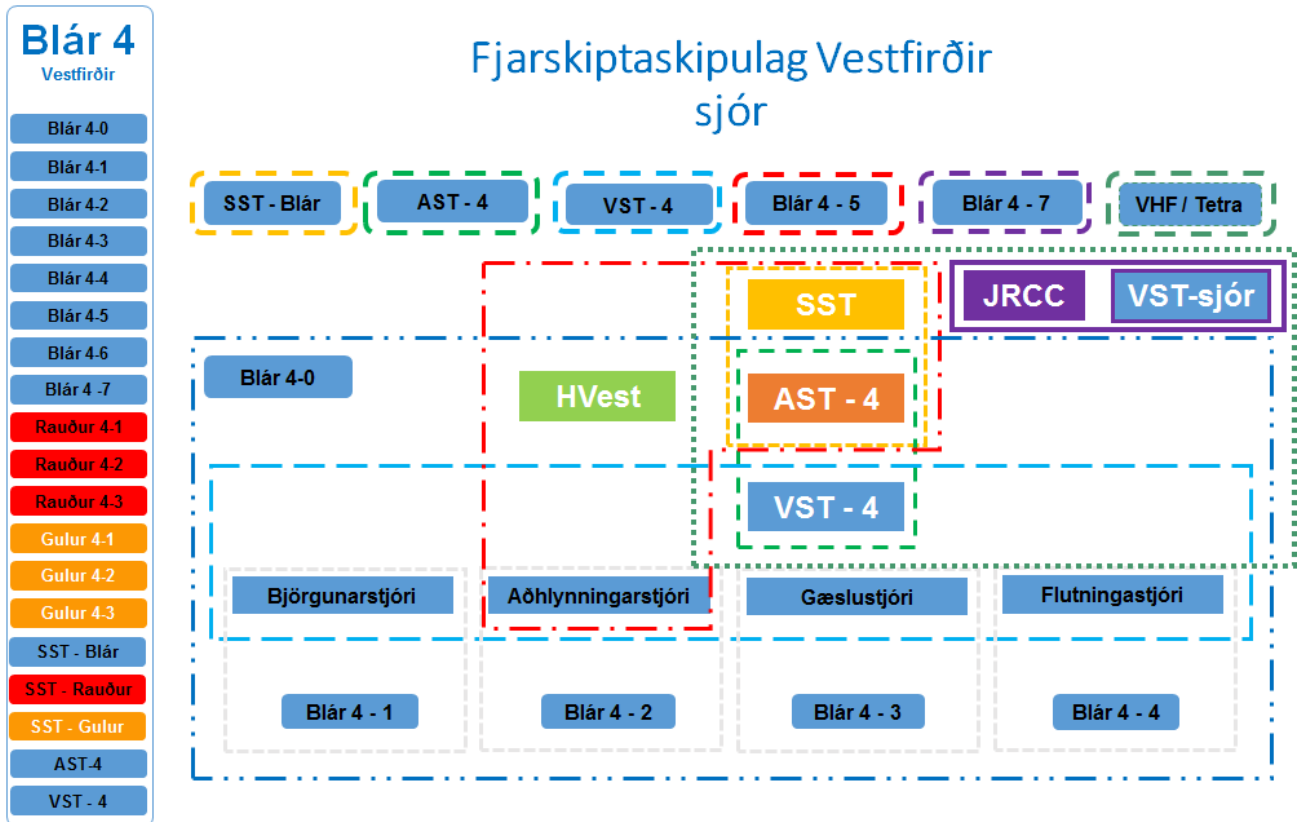 Blár 4
Vestfirðir
Blár 4-0
Blár 4-1
Blár 4-2
Blár 4-3
Blár 4-4
Blár 4-5
Blár 4-6
Blár 4 -7
Rauður 4-1
Rauður 4-2
Rauður 4-3
Gulur 4-1
Gulur 4-2
Gulur 4-3
SST - Blár
SST - Rauður
SST - Gulur
AST-4
VST - 4
Fjarskiptaskipulag Vestfirðir
sjór
SST - Blár
AST - 4
VST - 4
Blár 4 - 5
Blár 4 - 7
VHF / Tetra
SST
JRCC
VST-sjór
Blár 4-0
HVest
AST - 4
VST - 4
Björgunarstjóri
Aðhlynningarstjóri
Gæslustjóri
Flutningastjóri
Blár 4 - 1
Blár 4 - 2
Blár 4 - 3
Blár 4 - 4